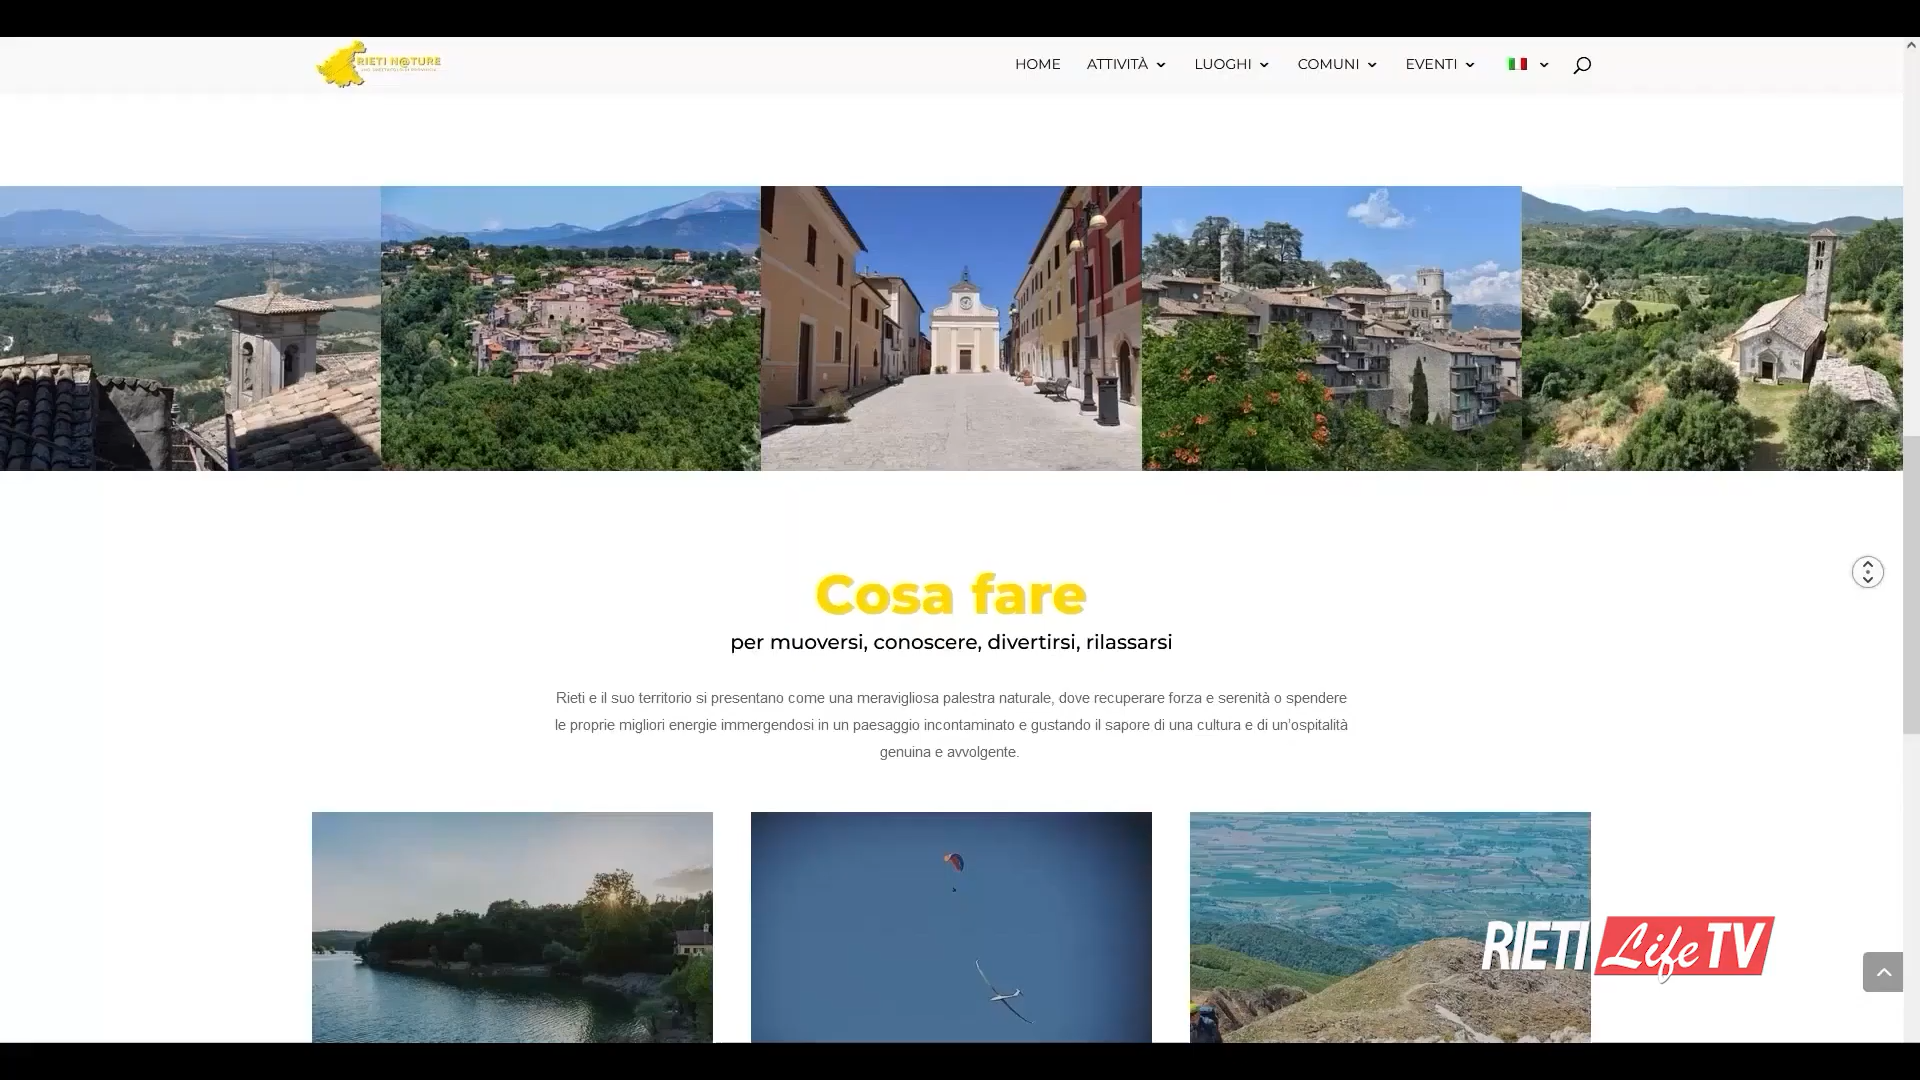 RIETI N@TURE
HOME
ATTIVITÀ
LUOGHI
COMUNI
EVENTI
Cosa fare
per muoversi, conoscere, divertirsi, rilassarsi
Rieti e il suo territorio si presentano come una meravigliosa palestra naturale, dove recuperare forza e serenità o spendere
le proprie migliori energie immergendosi in un paesaggio incontaminato e gustando il sapore di una cultura e di un'ospitalità
genuina e avvolgente.
RIETI Life TV